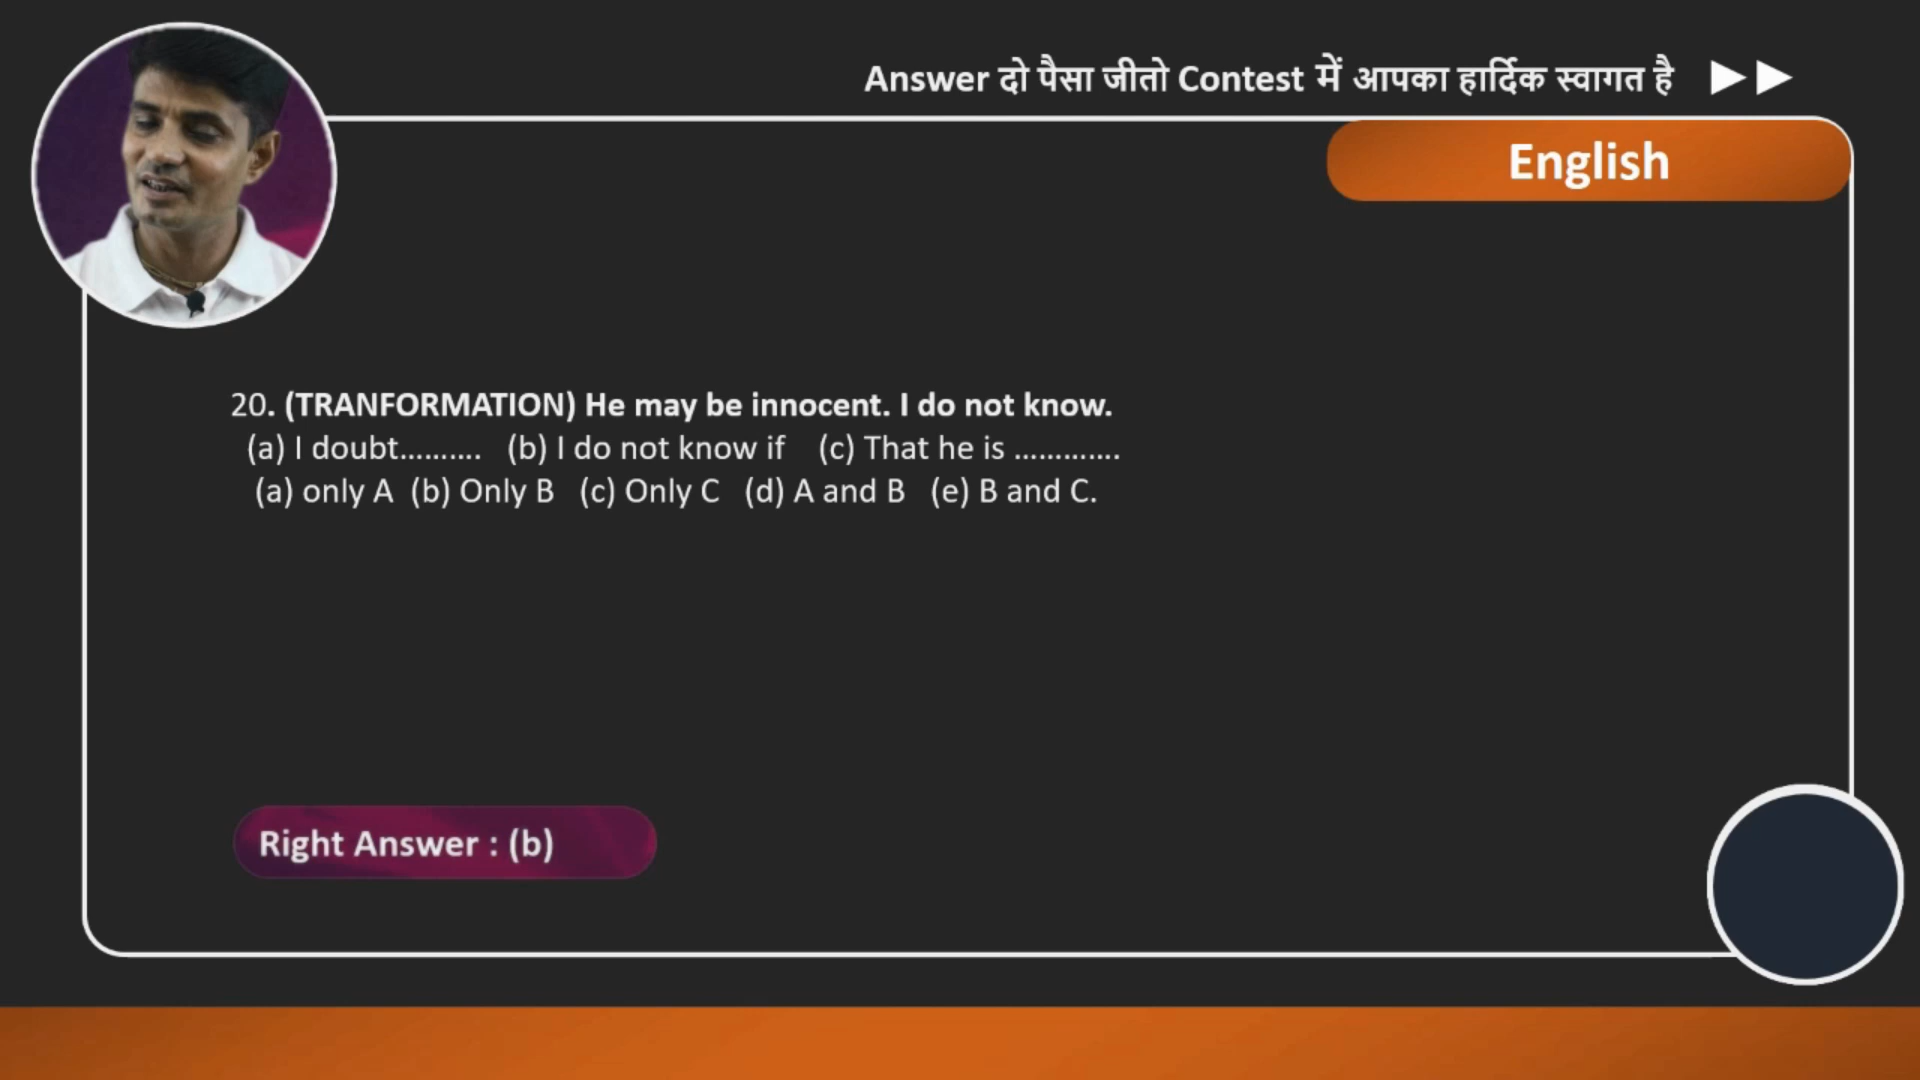 Answer दो पैसा जीतो Contest में आपका हार्दिक स्वागत है
English
20. (TRANFORMATION) He may be innocent. I do not know.
(a) I doubt.......... (b) I do not know if (c) That he is .............
(a) only A (b) Only B (c) Only C (d) A and B (e) B and C.
Right Answer : (b)